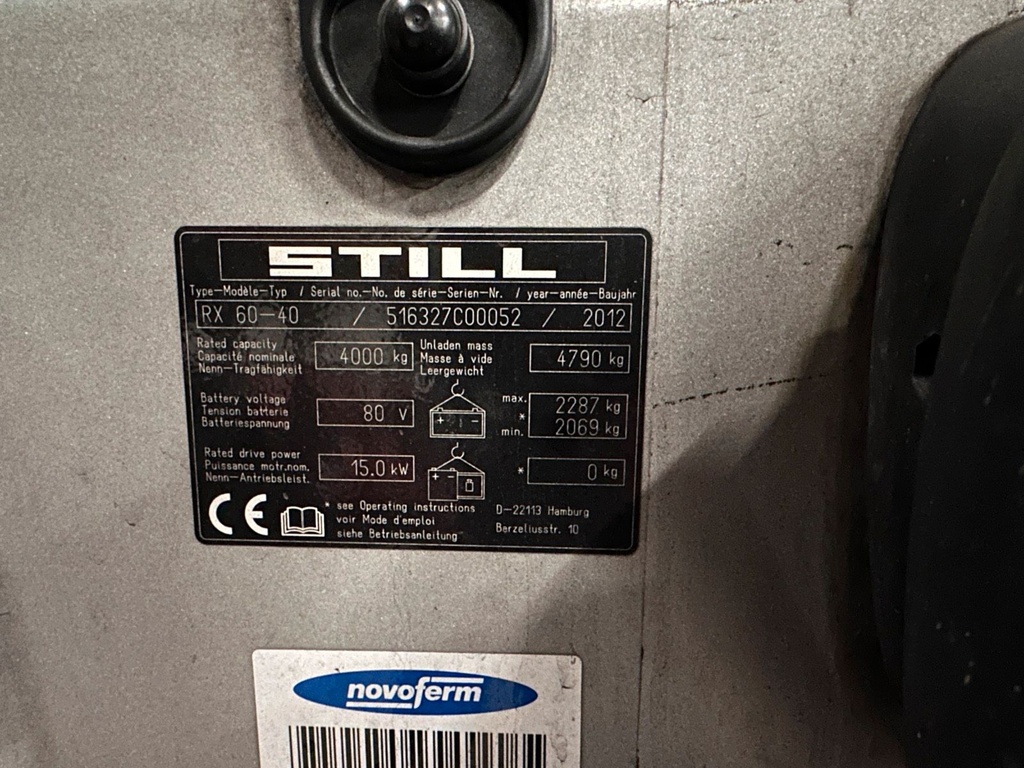 STILL
Type-Modèle-Typ / Serial no.-No. de série-Serien-Nr. / year-année-Baujahr
RX 60-40 / 516327C00052 / 2012
Rated capacity
Capacité nominale
Nenn-Tragfähigkeit
4000 kg
Unladen mass
Masse à vide
Leergewicht
4790 kg
Battery voltage
Tension batterie
Batteriespannung
80 V
+ -
max. 2287 kg
*
min. 2069 kg
Rated drive power
Puissance motr.nom.
Nenn-Antriebsleist.
15.0 kW
+ -
* 0 kg
CE
* see Operating instructions
voir Mode d'emploi
siehe Betriebsanleitung
D-22113 Hamburg
Berzeliusstr. 10
novoferm